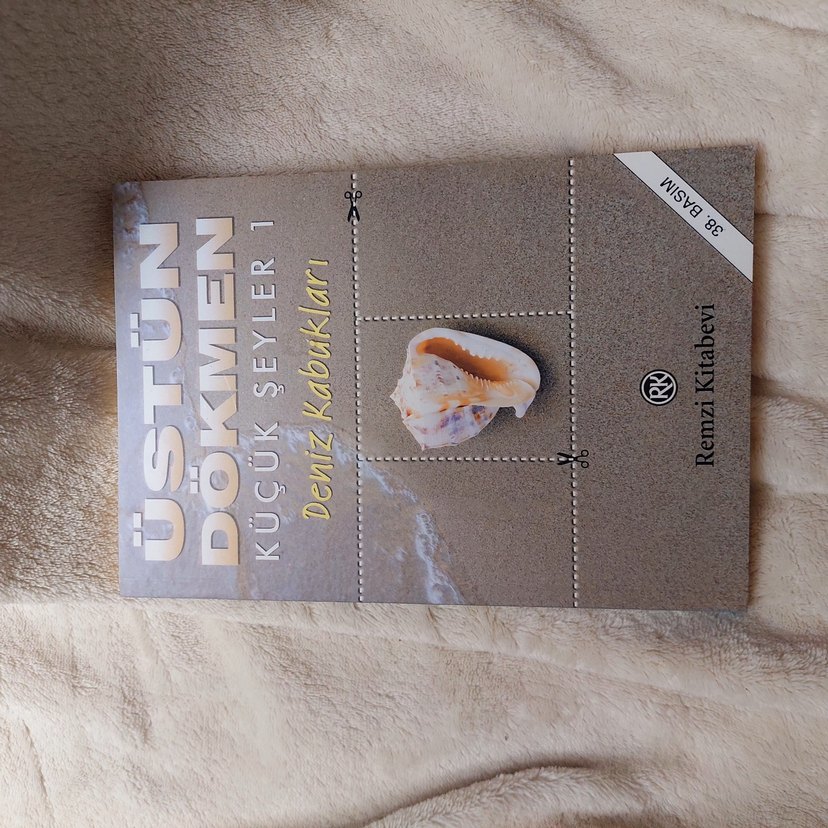 ÜSTÜN
DÖKMEN
KÜÇÜK ŞEYLER 1
Deniz Kabukları
RK
Remzi Kitabevi
38. BASIM